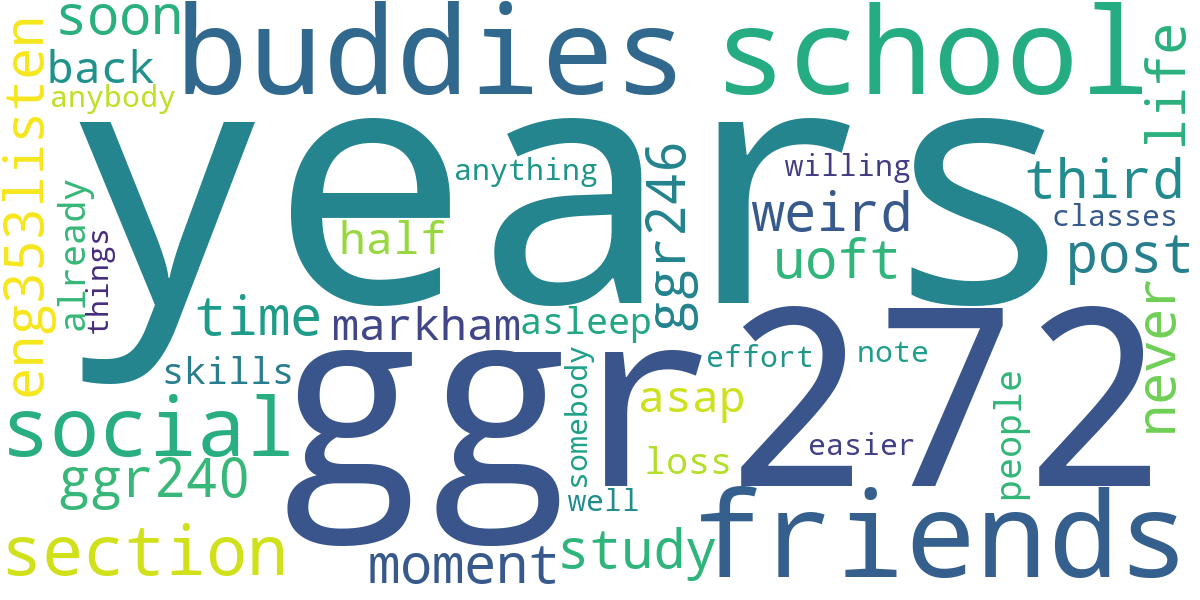 soon
buddies
school
back
anybody
eng353listen
years
life
anything
ggr246
willing
third
already
things
half
weird
classes
uoft
post
time
markham
asleep
never
skills
ggr272
effort
note
social
somebody
asap
people
easier
ggr240
loss
well
friends
section
moment
study